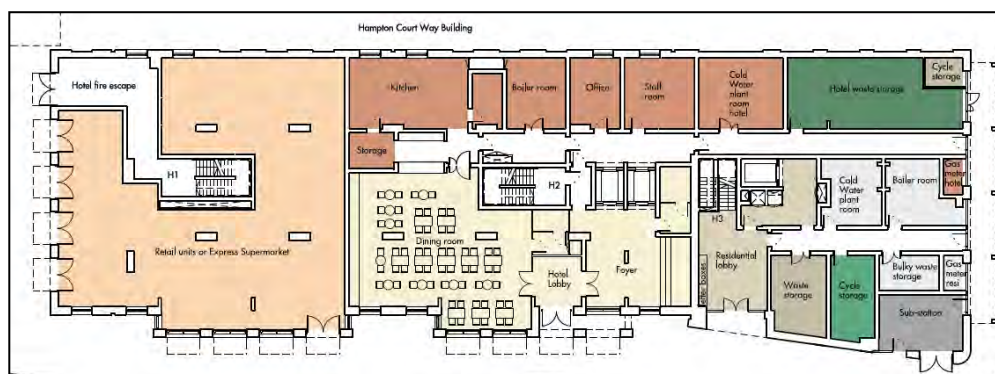 Hampton Court Way Building
Hotel fire escape
Kitchen
Boiler room
Office
Staff
room
Cold
Water
plant
room
hotel
Hotel waste storage
Cycle
storage
Storage
H1
H2
H3
Cold
Water
plant
room
Boiler room
Gas
meter
hotel
Retail units or Express Supermarket
Dining room
Hotel
Lobby
Foyer
Residential
lobby
letter boxes
Waste
storage
Cycle
storage
Bulky waste
storage
Gas
meter
resi
Sub-station